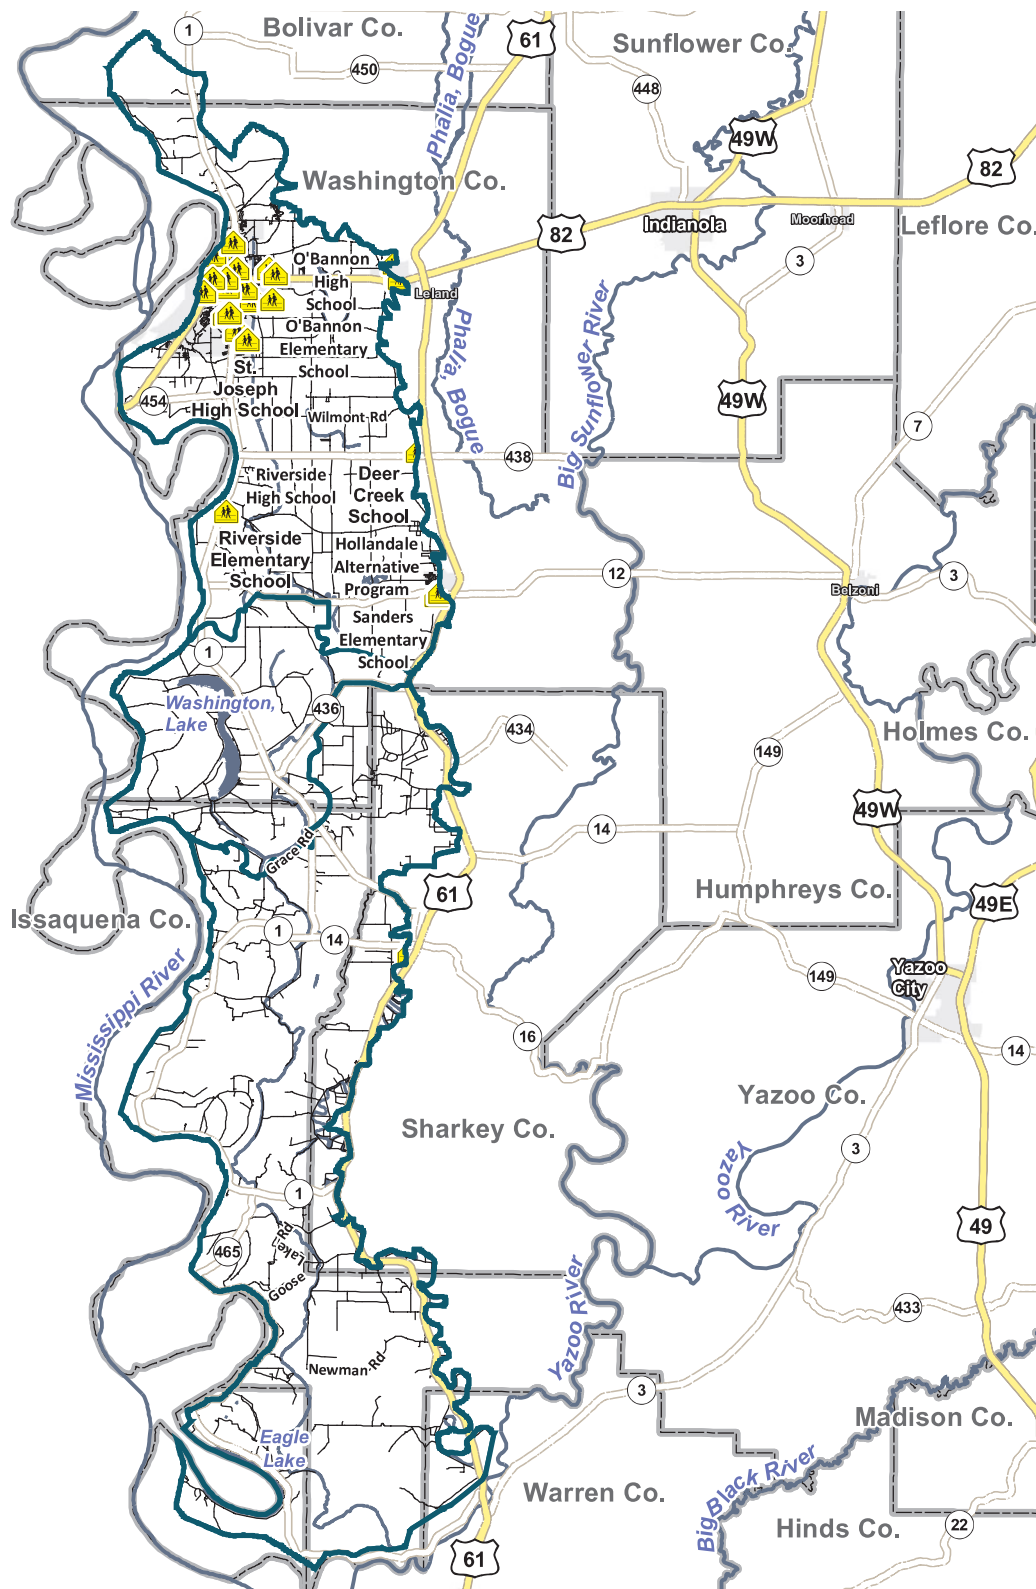 Bolivar Co.
1
61
Sunflower Co.
450
448
Phalia, Bogue
49W
82
Washington Co.
Leflore Co.
82
Indianola
Moorhead
3
O'Bannon
High
School
Leland
O'Bannon
Elementary
School
St.
Joseph
High School
Phalia, Bogue
Big Sunflower River
454
49W
Wilmont Rd
7
438
Riverside
High School
Deer
Creek
School
Riverside
Elementary
School
Hollandale
Alternative
Program
12
3
Belzoni
Sanders
Elementary
School
1
Washington,
Lake
436
434
Holmes Co.
149
49W
14
Grace Rd
61
Humphreys Co.
49E
Issaquena Co.
1
14
Yazoo
City
149
Mississippi River
16
14
Yazoo Co.
Sharkey Co.
3
Yazoo
River
1
49
465
Goose Lake Rd
Yazoo River
433
Newman Rd
3
Madison Co.
Eagle
Lake
Big Black River
Warren Co.
Hinds Co.
22
61